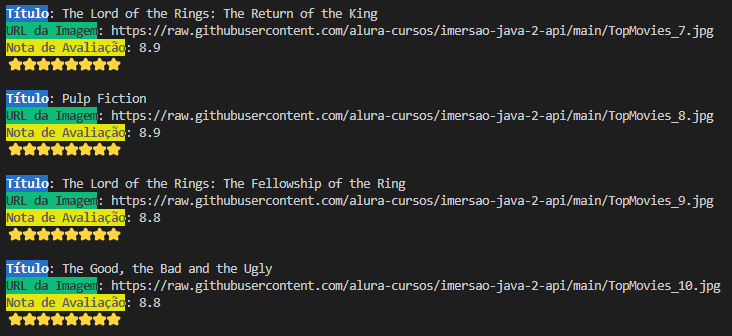 Título: The Lord of the Rings: The Return of the King
URL da Imagem: https://raw.githubusercontent.com/alura-cursos/imersao-java-2-api/main/TopMovies_7.jpg
Nota de Avaliação: 8.9
⭐⭐⭐⭐⭐⭐⭐⭐
Título: Pulp Fiction
URL da Imagem: https://raw.githubusercontent.com/alura-cursos/imersao-java-2-api/main/TopMovies_8.jpg
Nota de Avaliação: 8.9
⭐⭐⭐⭐⭐⭐⭐⭐
Título: The Lord of the Rings: The Fellowship of the Ring
URL da Imagem: https://raw.githubusercontent.com/alura-cursos/imersao-java-2-api/main/TopMovies_9.jpg
Nota de Avaliação: 8.8
⭐⭐⭐⭐⭐⭐⭐⭐
Título: The Good, the Bad and the Ugly
URL da Imagem: https://raw.githubusercontent.com/alura-cursos/imersao-java-2-api/main/TopMovies_10.jpg
Nota de Avaliação: 8.8
⭐⭐⭐⭐⭐⭐⭐⭐